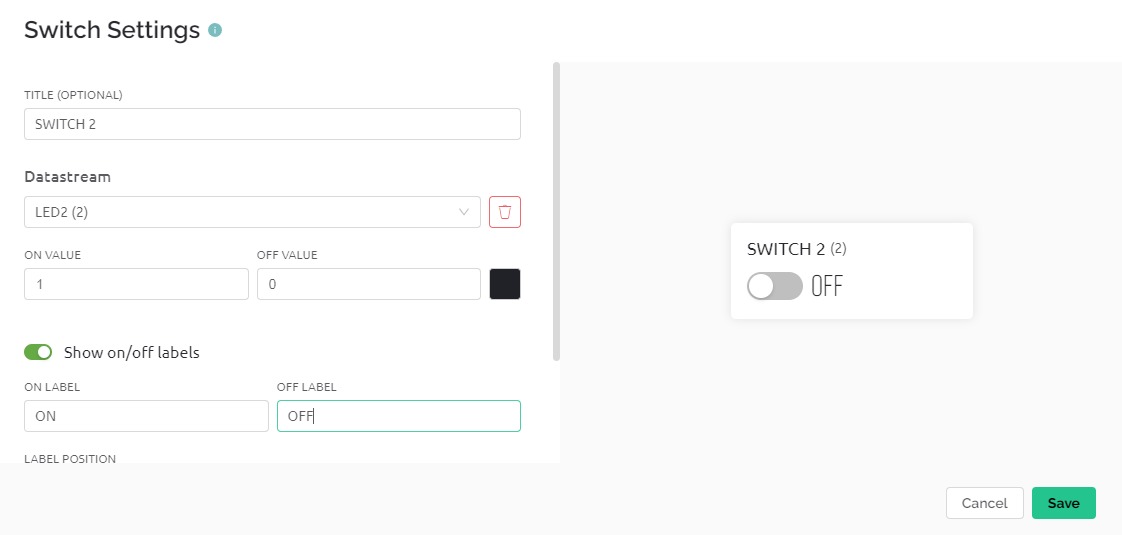 Switch Settings
TITLE (OPTIONAL)
SWITCH 2
Datastream
LED2 (2)
ON VALUE
OFF VALUE
1
0
Show on/off labels
ON LABEL
OFF LABEL
ON
OFF
LABEL POSITION
SWITCH 2 (2)
OFF
Cancel
Save